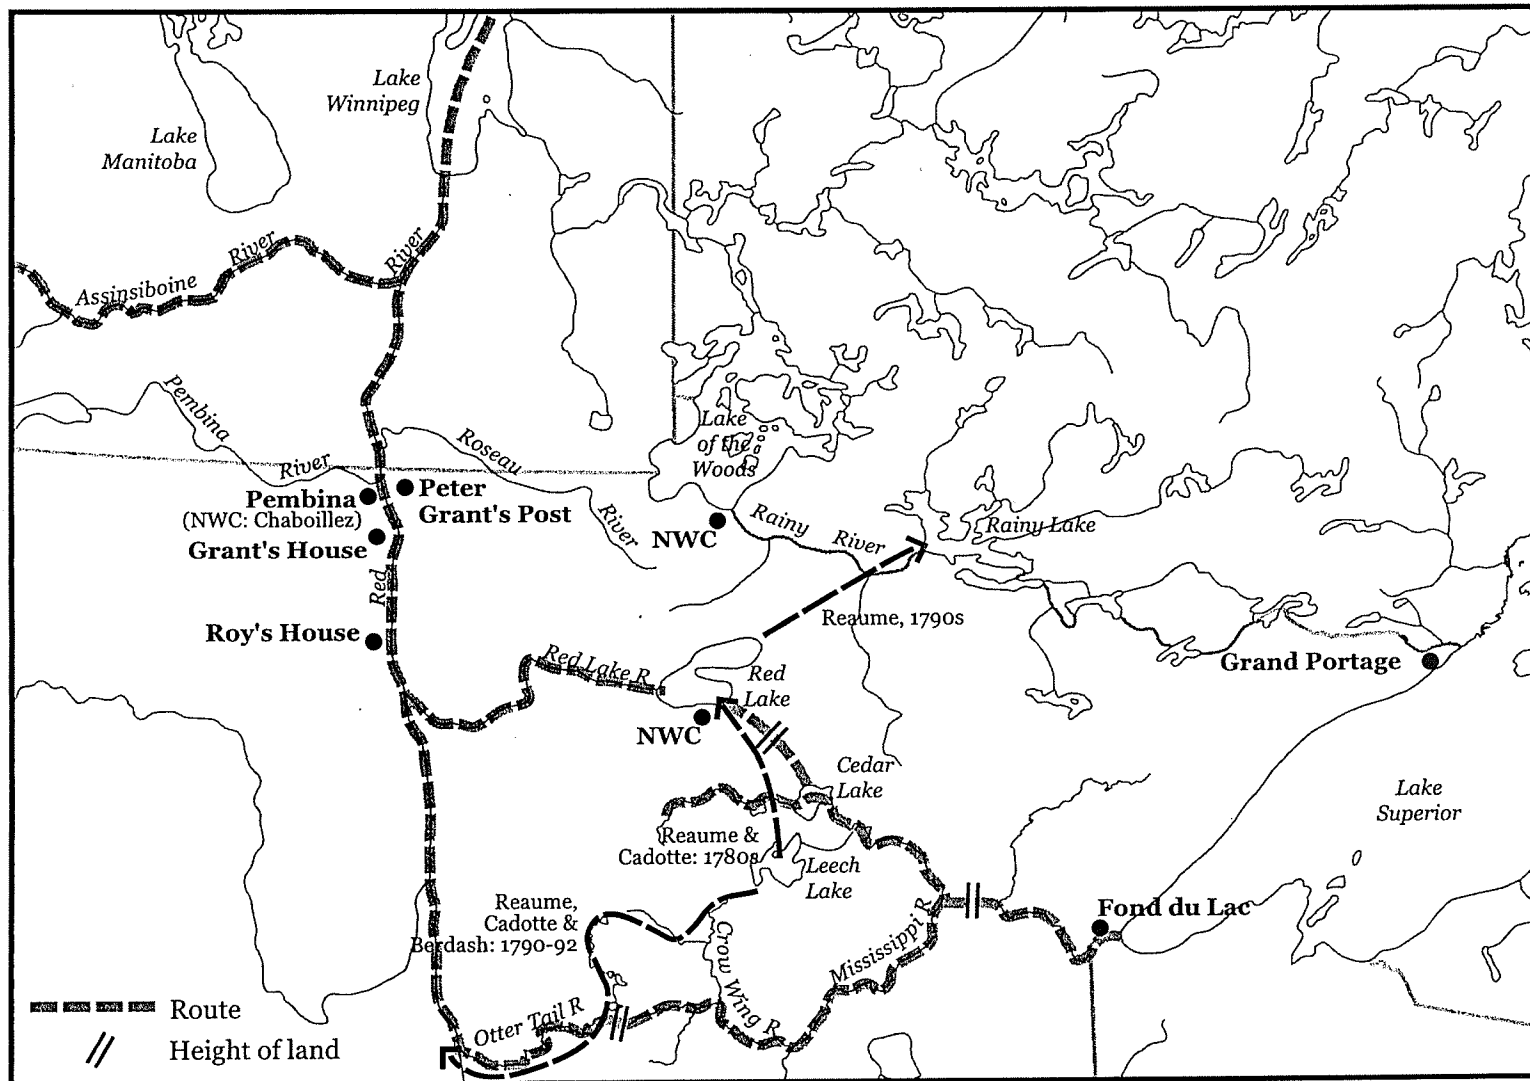 Lake
Winnipeg
Lake
Manitoba
River
River
Assinsiboine
Pembina
River
Roseau
River
Lake
of the
Woods
Pembina
(NWC: Chaboillez)
Peter
Grant's Post
Grant's House
NWC
Rainy
River
Rainy Lake
Red
Roy's House
Reaume, 1790s
Grand Portage
Red Lake R
Red
Lake
NWC
Cedar
Lake
Lake
Superior
Reaume &
Cadotte: 1780s
Leech
Lake
Reaume,
Cadotte &
Berdash: 1790-92
Crow Wing R
Mississippi R
Fond du Lac
Otter Tail R
Route
Height of land